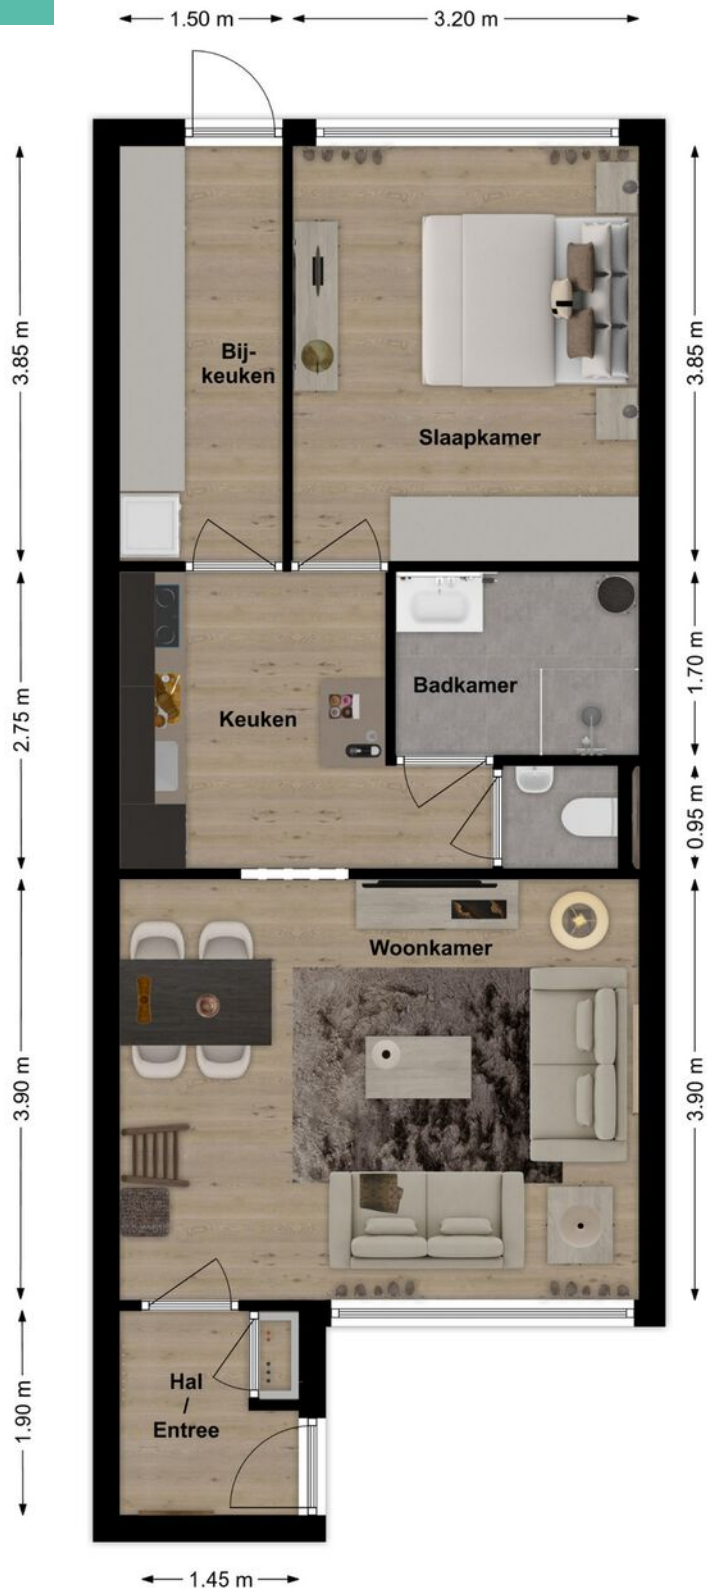 1.50 m
3.20 m
3.85 m
3.85 m
Bij-
keuken
Slaapkamer
2.75 m
1.70 m
Keuken
Badkamer
0.95 m
Woonkamer
3.90 m
3.90 m
1.90 m
Hal
/
Entree
1.45 m